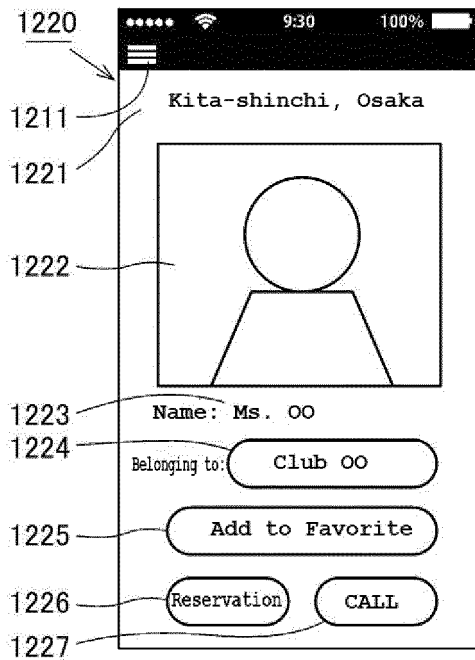 1220
9:30 100%
1211
Kita-shinchi, Osaka
1221
1222
1223
Name: Ms. OO
1224
Belonging to: Club OO
1225
Add to Favorite
1226
Reservation CALL
1227